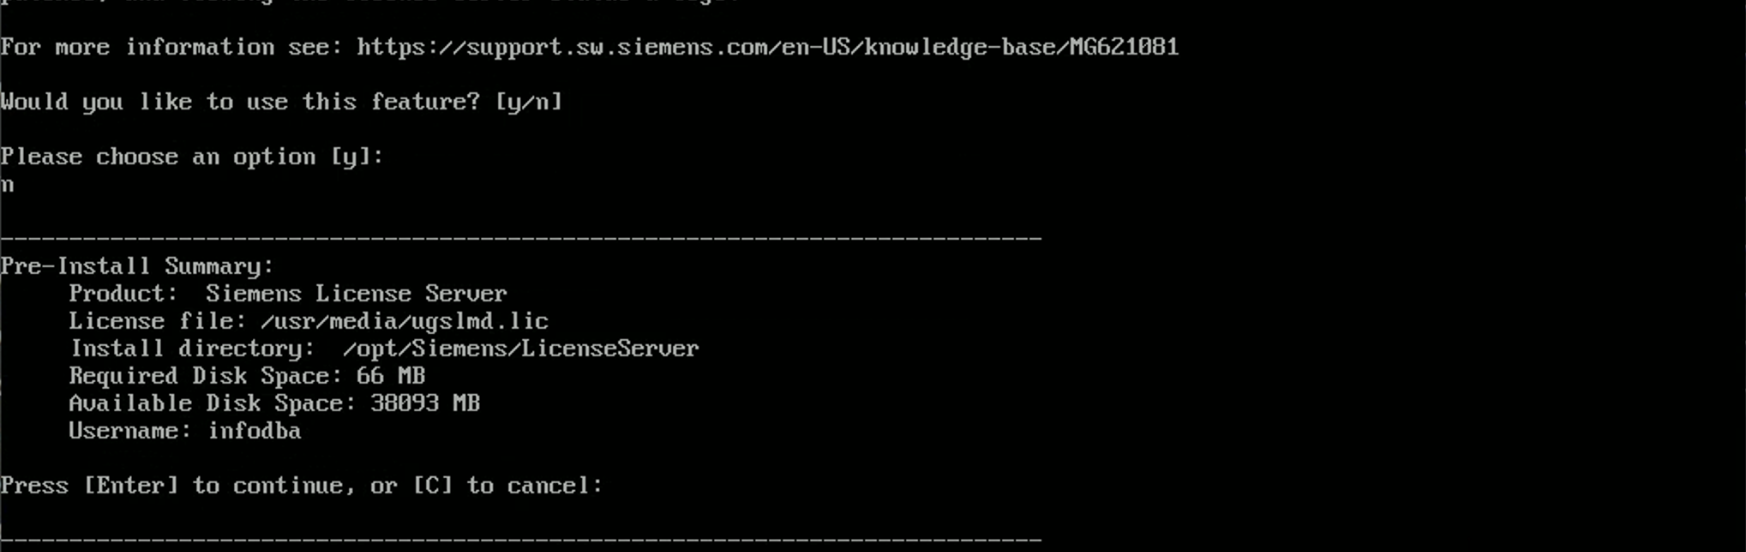 For more information see: https://support.sw.siemens.com/en-US/knowledge-base/MG621081
Would you like to use this feature? [y/n]
Please choose an option [y]:
n
Pre-Install Summary:
Product:  Siemens License Server
License file: /usr/media/ugslmd.lic
Install directory:  /opt/Siemens/LicenseServer
Required Disk Space: 66 MB
Available Disk Space: 38093 MB
Username: infodba
Press [Enter] to continue, or [C] to cancel: